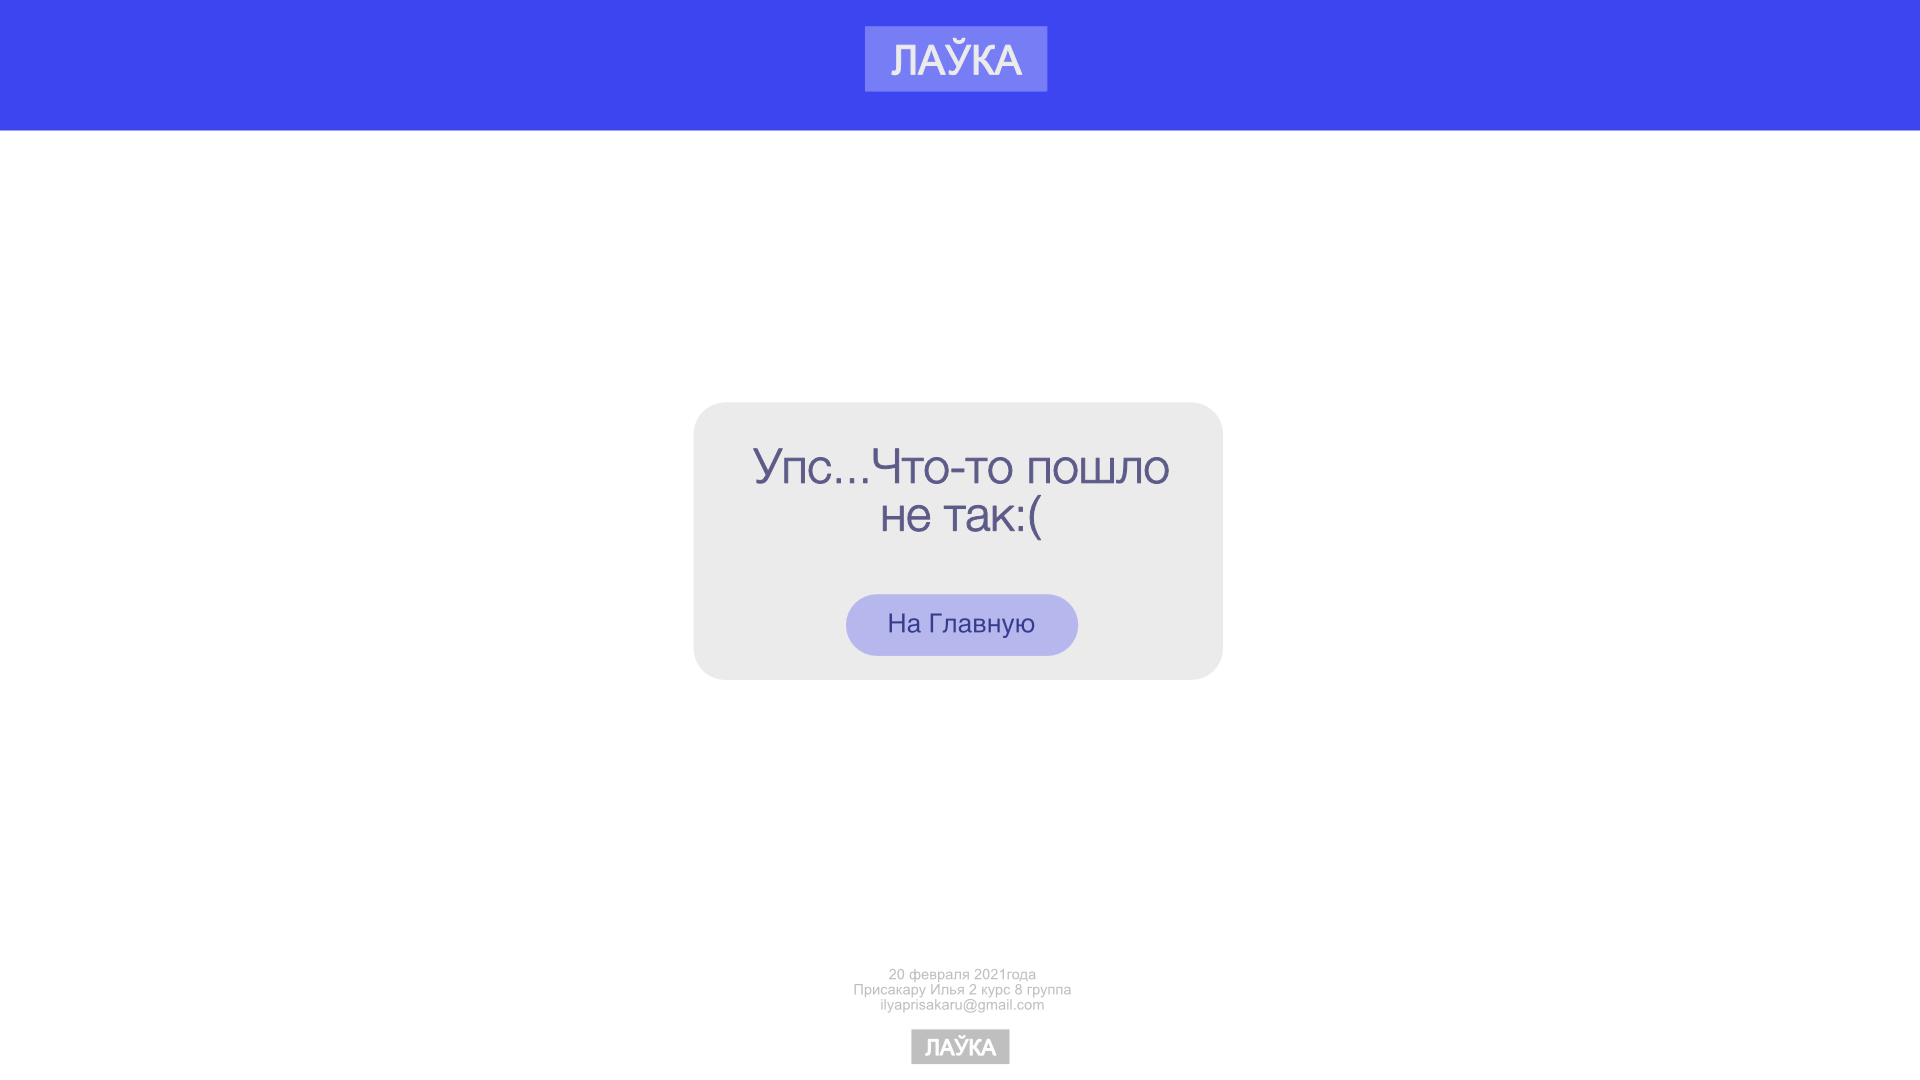 ЛАЎКА
Упс...Что-то пошло
не так:(
На Главную
20 февраля 2021года
Присакару Илья 2 курс 8 группа
ilyaprisakaru@gmail.com
ЛАЎКА